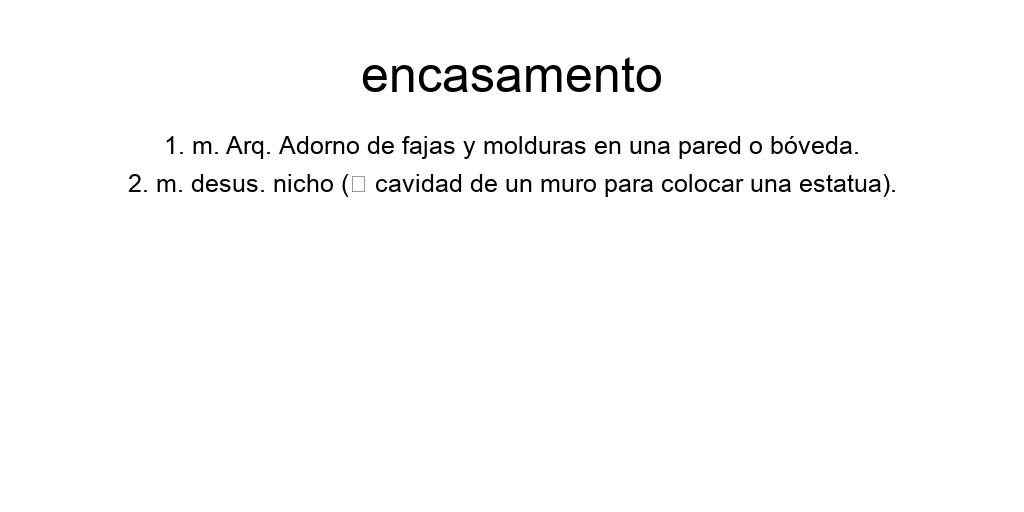 encasamento
1. m. Arq. Adorno de fajas y molduras en una pared o bóveda.
2. m. desus. nicho (□ cavidad de un muro para colocar una estatua).